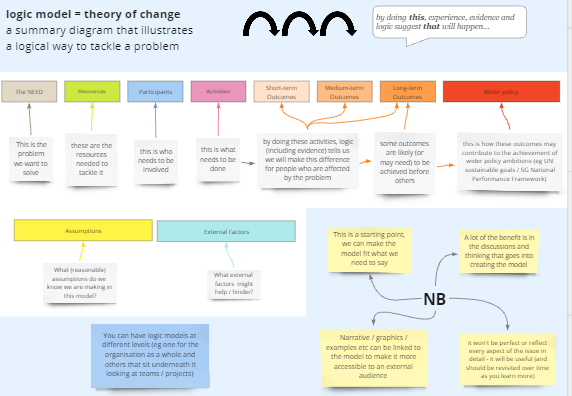 logic model = theory of change
a summary diagram that illustrates
a logical way to tackle a problem
by doing this, experience, evidence and
logic suggest that will happen...
The NEED
Resources
Participants
Activities
Short-term
Outcomes
Medium-term
Outcomes
Long-term
Outcomes
Wider policy
This is the
problem
we want to
solve
these are the
resources
needed to
tackle it
this is who
needs to be
involved
this is what
needs to be
done
by doing these activities, logic
(including evidence) tells us
we will make this difference
for people who are affected
by the problem
some outcomes
are likely (or
may need) to be
achieved before
others
this is how these outcomes may
contribute to the achievement of
wider policy ambitions (eg UN
sustainable goals / SG National
Performance Framework)
Assumptions
External Factors
What (reasonable)
assumptions do we
know we are making in
this model?
What external
factors might
help / hinder?
You can have logic models at
different levels (eg one for the
organisation as a whole and
others that sit underneath it
looking at teams / projects)
This is a starting point,
we can make the
model fit what we
need to say
A lot of the benefit is in
the discussions and
thinking that goes into
creating the model
NB
Narrative / graphics /
examples etc can be linked to
the model to make it more
accessible to an external
audience
it won't be perfect or reflect
every aspect of the issue in
detail - it will be useful (and
should be revisited over time
as you learn more)